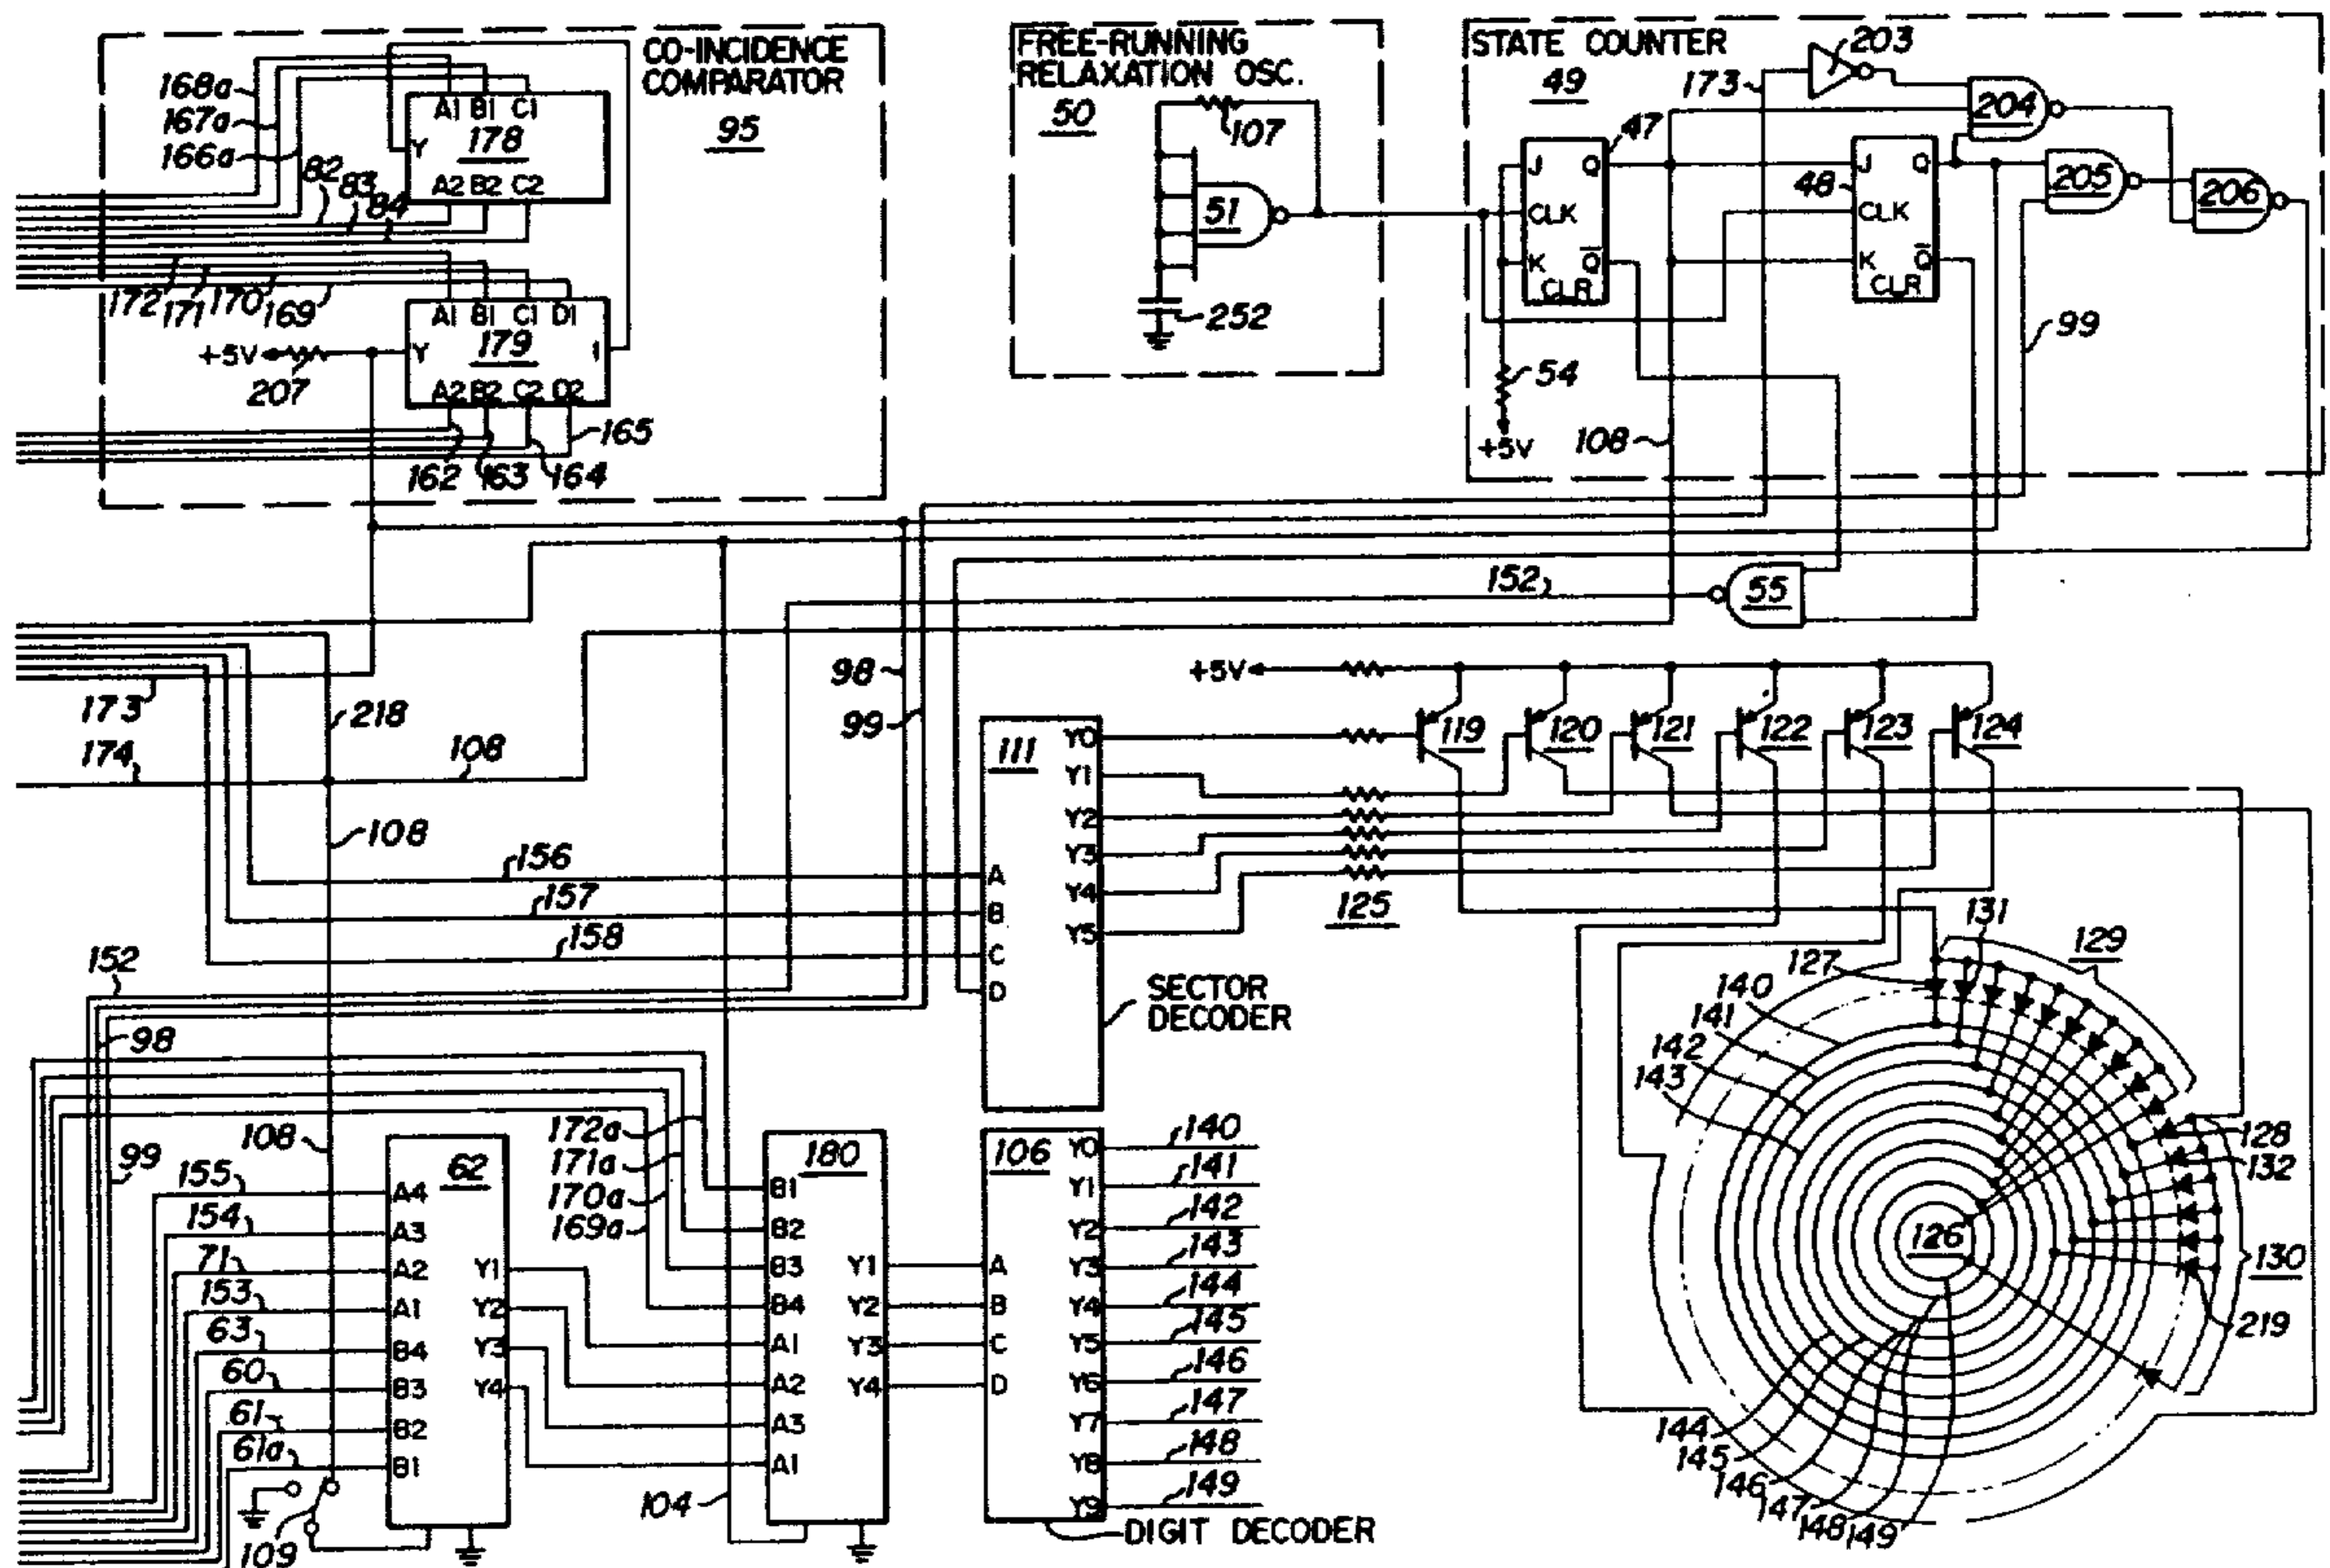 CO-INCIDENCE
COMPARATOR
95
168a
167a
166a
A1 B1 C1
178
Y
A2 B2 C2
82
83
84
172
171
170
169
A1 B1 C1 D1
179
+5V
Y
1
207
A2 B2 C2 D2
165
162
163
164
FREE-RUNNING
RELAXATION OSC.
50
107
51
252
STATE COUNTER
49
203
173
204
47
J Q
CLK
K Q̅
CLR
48
J Q
CLK
K Q̅
CLR
205
206
54
+5V
108
99
152
55
173
218
174
108
108
98
99
+5V
119
120
121
122
123
124
111
Y0
Y1
Y2
Y3
Y4
Y5
A
B
C
D
156
157
158
152
98
125
SECTOR
DECODER
131
129
127
140
141
142
143
128
132
126
130
219
144
145
146
147
148
149
108
99
155
154
71
153
63
60
61
61a
109
62
A4
A3
A2
A1
B4
B3
B2
B1
Y1
Y2
Y3
Y4
172a
171a
170a
169a
104
180
B1
B2
B3
B4
A1
A2
A3
A1
Y1
Y2
Y3
Y4
106
A
B
C
D
Y0 140
Y1 141
Y2 142
Y3 143
Y4 144
Y5 145
Y6 146
Y7 147
Y8 148
Y9 149
DIGIT DECODER